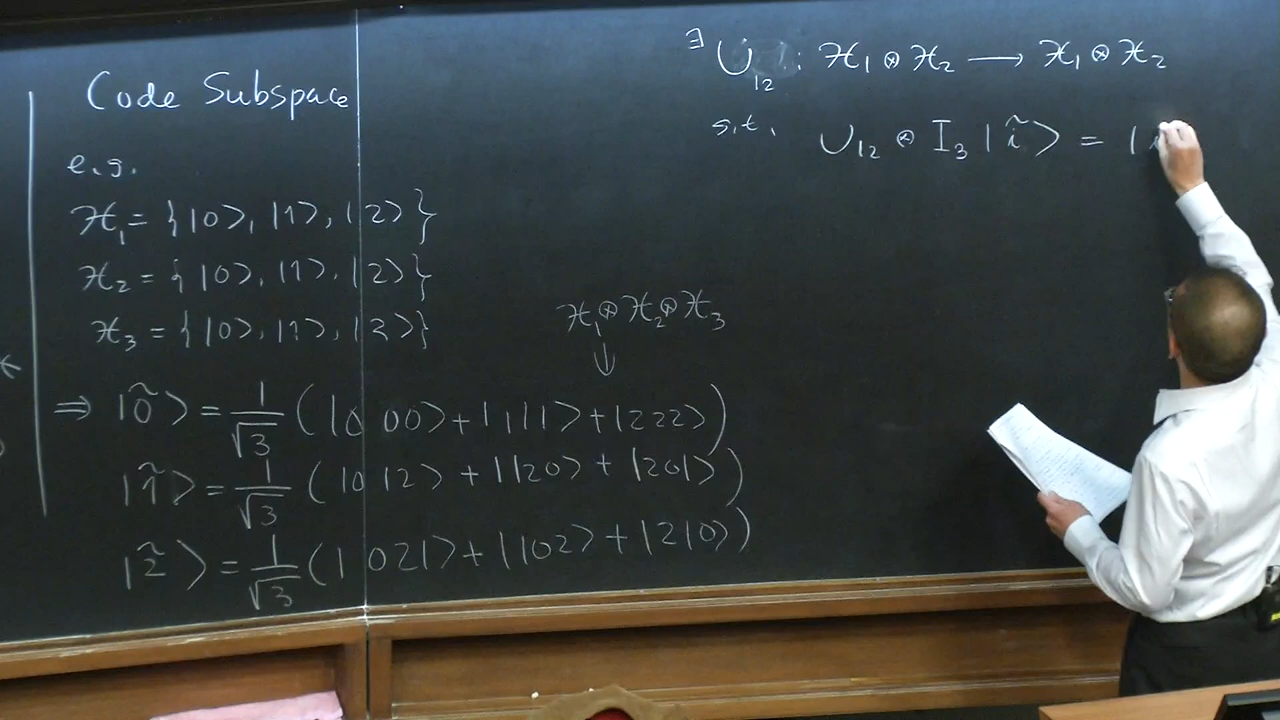 Code Subspace
e.g.
ℋ₁ = {|0⟩, |1⟩, |2⟩}
ℋ₂ = {|0⟩, |1⟩, |2⟩}
ℋ₃ = {|0⟩, |1⟩, |2⟩}
ℋ₁⊗ℋ₂⊗ℋ₃
↓
⇒ |0̃⟩ = 1/√3 (|000⟩+|111⟩+|222⟩)
|1̃⟩ = 1/√3 (|012⟩ + |120⟩ + |201⟩)
|2̃⟩ = 1/√3 (|021⟩ + |102⟩ + |210⟩)
∃ U₁₂ : ℋ₁ ⊗ ℋ₂ ⟶ ℋ₁ ⊗ ℋ₂
s.t. U₁₂ ⊗ I₃ |ĩ⟩ = |